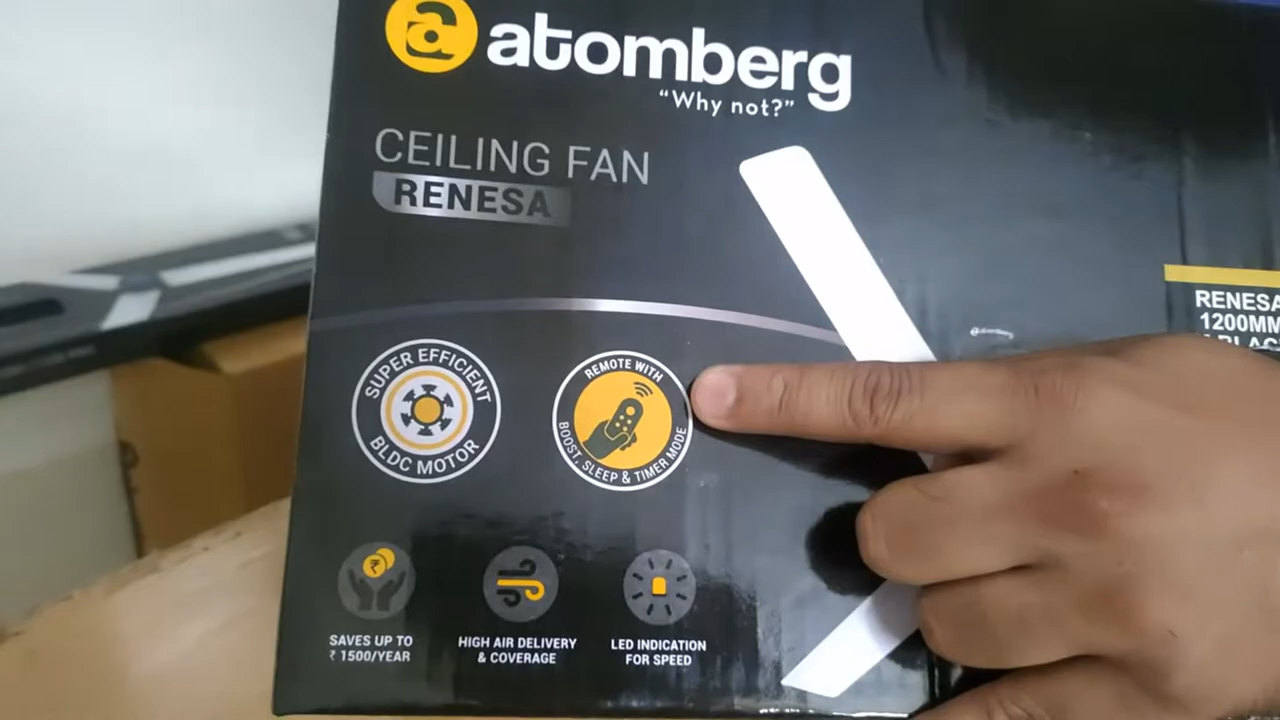 atomberg
"Why not?"
CEILING FAN
RENESA
SUPER EFFICIENT
BLDC MOTOR
REMOTE WITH
BOOST, SLEEP & TIMER MODE
₹
SAVES UP TO
₹ 1500/YEAR
HIGH AIR DELIVERY
& COVERAGE
LED INDICATION
FOR SPEED
atomberg
RENESA
1200MM